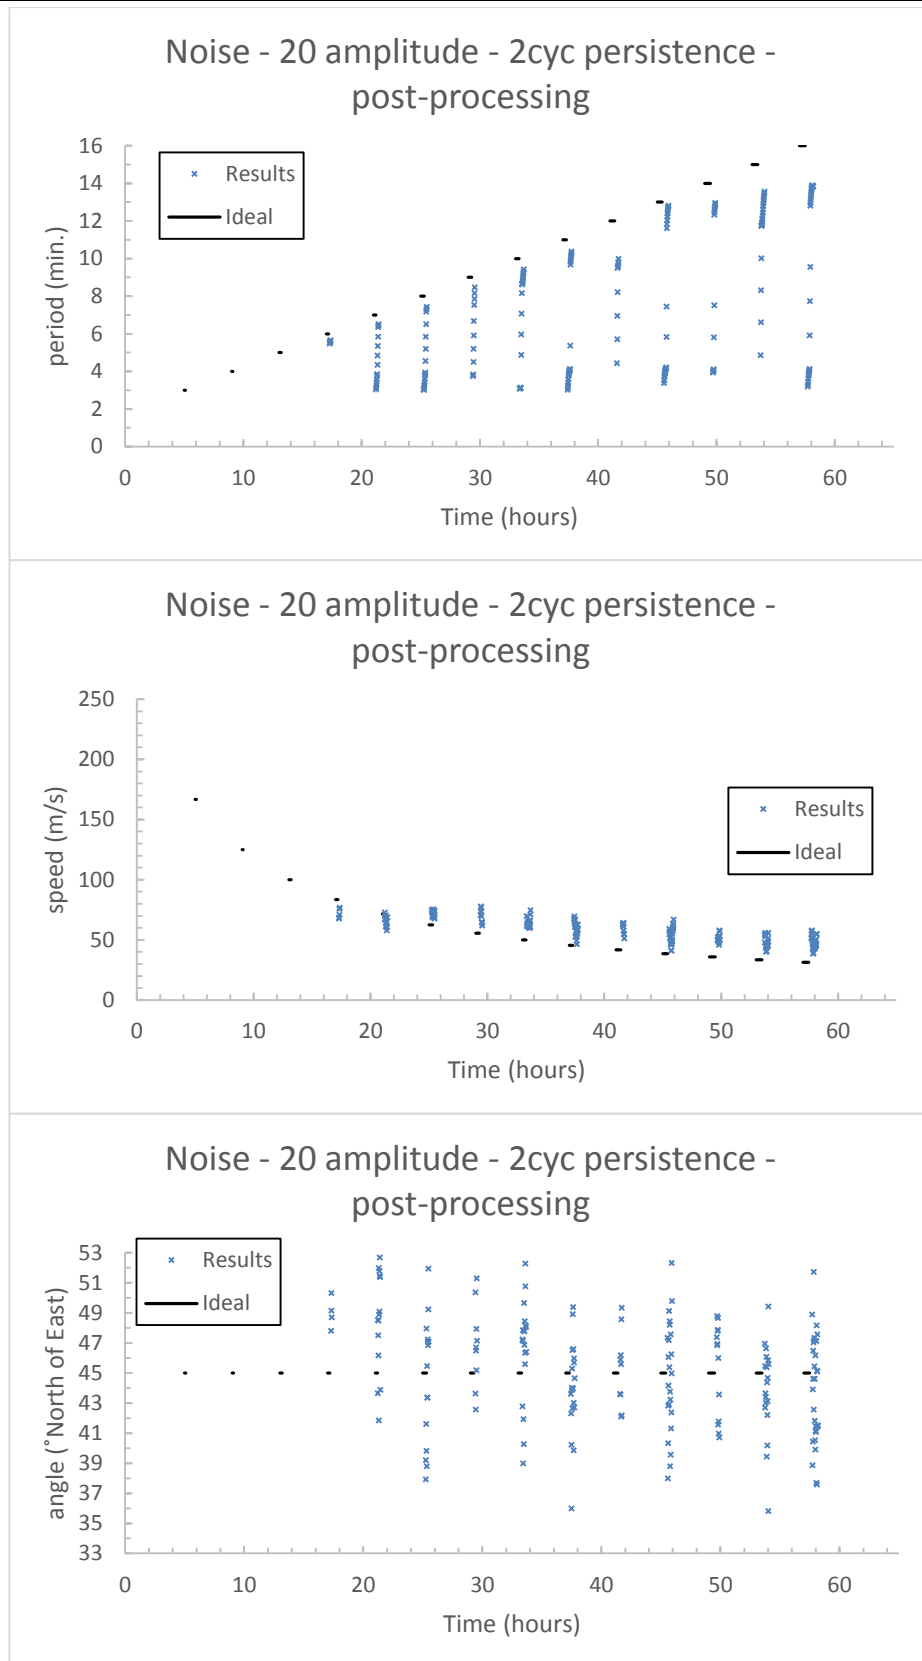 Noise - 20 amplitude - 2cyc persistence -
post-processing
16
14
12
10
8
6
4
2
0
period (min.)
Results
Ideal
0 10 20 30 40 50 60
Time (hours)
Noise - 20 amplitude - 2cyc persistence -
post-processing
250
200
150
100
50
0
speed (m/s)
Results
Ideal
0 10 20 30 40 50 60
Time (hours)
Noise - 20 amplitude - 2cyc persistence -
post-processing
53
51
49
47
45
43
41
39
37
35
33
angle (˚North of East)
Results
Ideal
0 10 20 30 40 50 60
Time (hours)